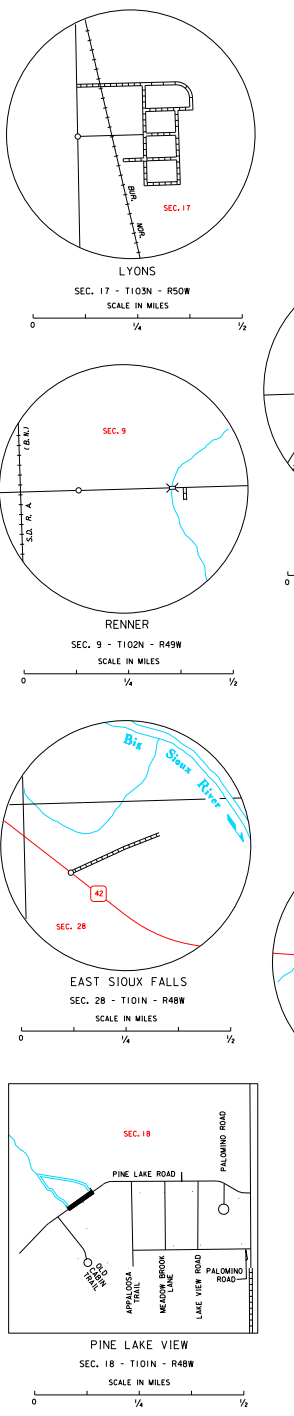 BUR. NOR.
SEC. 17
LYONS
SEC. 17 - T103N - R50W
SCALE IN MILES
0 1/4 1/2
(B.N.)
SEC. 9
S.D. R. A.
RENNER
SEC. 9 - T102N - R49W
SCALE IN MILES
0 1/4 1/2
0
Big Sioux River
42
SEC. 28
EAST SIOUX FALLS
SEC. 28 - T101N - R48W
SCALE IN MILES
0 1/4 1/2
SEC. 18
PALOMINO ROAD
PINE LAKE ROAD
OLD
CABIN
TRAIL
APPALOOSA
TRAIL
MEADOW BROOK
LANE
LAKE VIEW ROAD
PALOMINO
ROAD
PINE LAKE VIEW
SEC. 18 - T101N - R48W
SCALE IN MILES
0 1/4 1/2